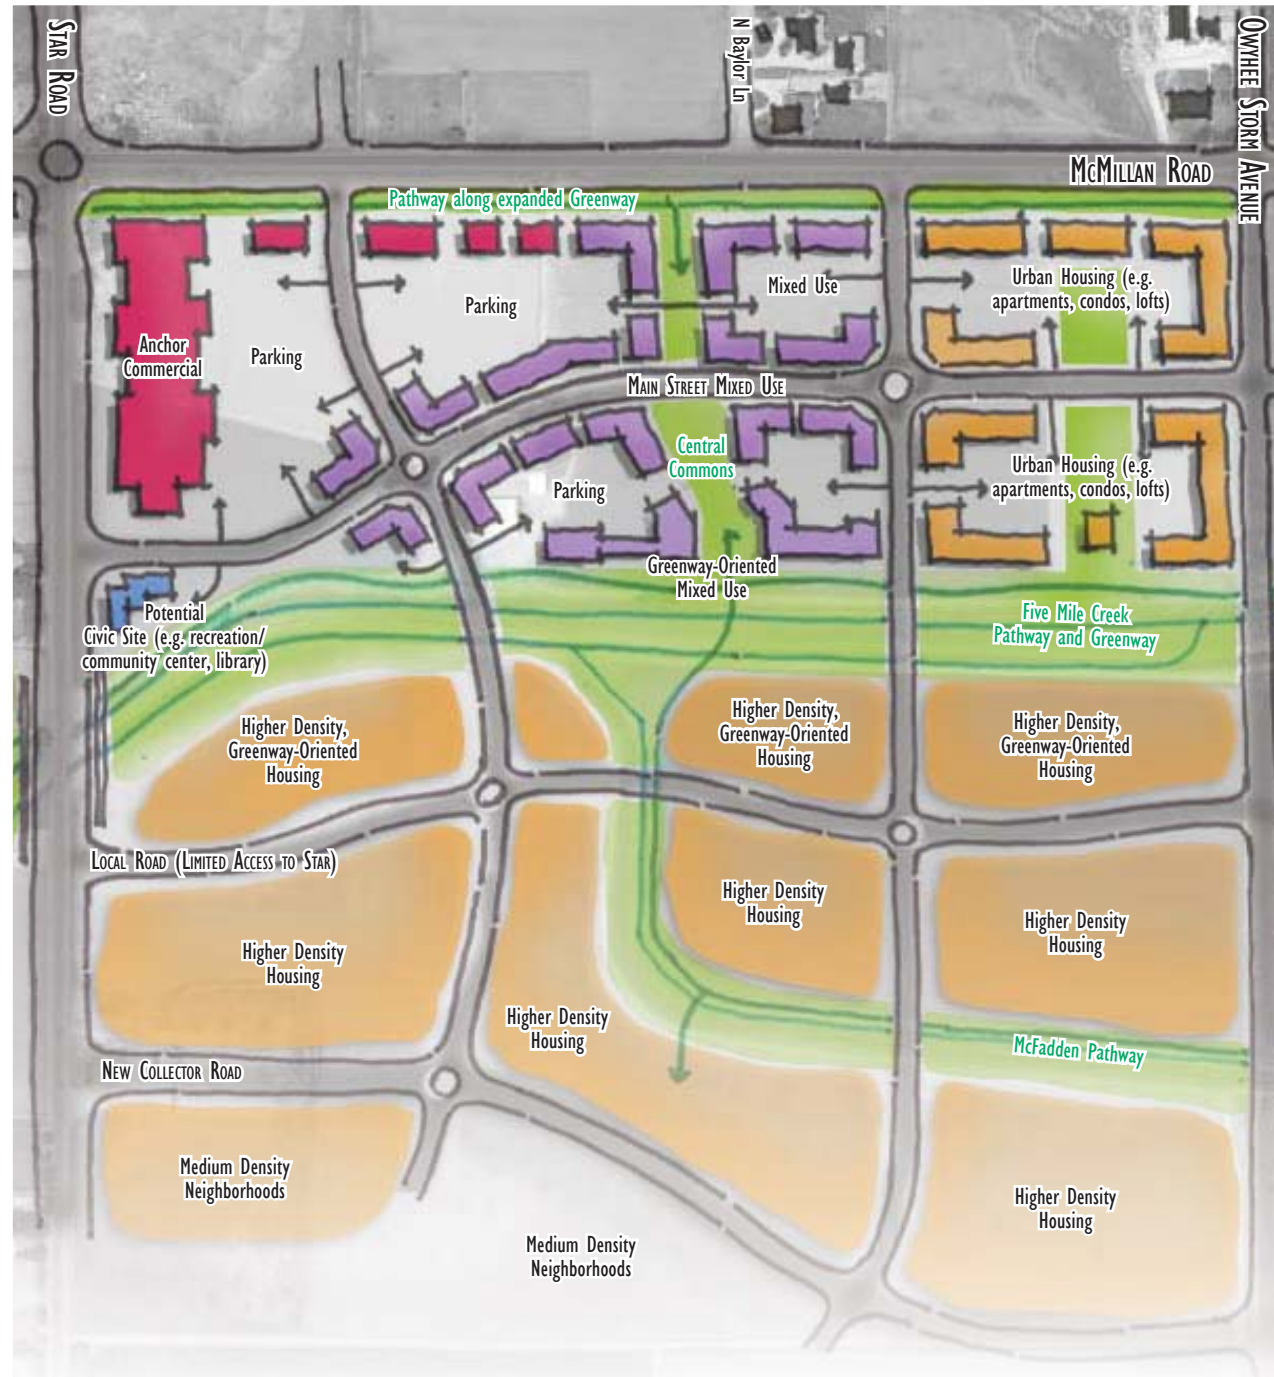 STAR ROAD
N Baylor Ln
OWYHEE STORM AVENUE
MCMILLAN ROAD
Pathway along expanded Greenway
Mixed Use
Urban Housing (e.g.
apartments, condos, lofts)
Parking
Anchor
Commercial
Parking
MAIN STREET MIXED USE
Central
Commons
Urban Housing (e.g.
apartments, condos, lofts)
Parking
Greenway-Oriented
Mixed Use
Potential
Civic Site (e.g. recreation/
community center, library)
Five Mile Creek
Pathway and Greenway
Higher Density,
Greenway-Oriented
Housing
Higher Density,
Greenway-Oriented
Housing
Higher Density,
Greenway-Oriented
Housing
LOCAL ROAD (LIMITED ACCESS TO STAR)
Higher Density
Housing
Higher Density
Housing
Higher Density
Housing
Higher Density
Housing
McFadden Pathway
NEW COLLECTOR ROAD
Medium Density
Neighborhoods
Higher Density
Housing
Medium Density
Neighborhoods